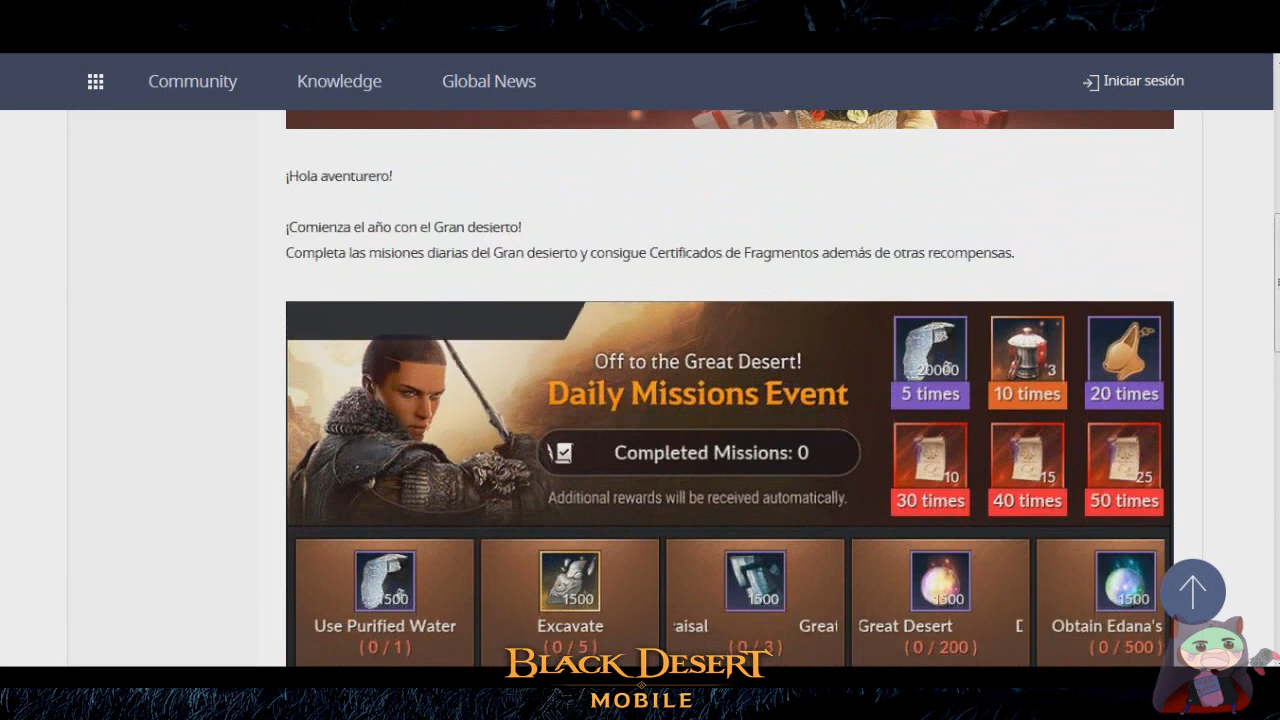 Community Knowledge Global News Iniciar sesión
¡Hola aventurero!
¡Comienza el año con el Gran desierto!
Completa las misiones diarias del Gran desierto y consigue Certificados de Fragmentos además de otras recompensas.
Off to the Great Desert!
Daily Missions Event
Completed Missions: 0
Additional rewards will be received automatically.
20000 3
5 times 10 times 20 times
10 15 25
30 times 40 times 50 times
1500 1500 1500 1500 1500
Use Purified Water Excavate aisal Great Great Desert D Obtain Edana's
( 0 / 1 ) ( 0 / 5 ) ( 0 / 3 ) ( 0 / 200 ) ( 0 / 500 )
BLACK DESERT
MOBILE